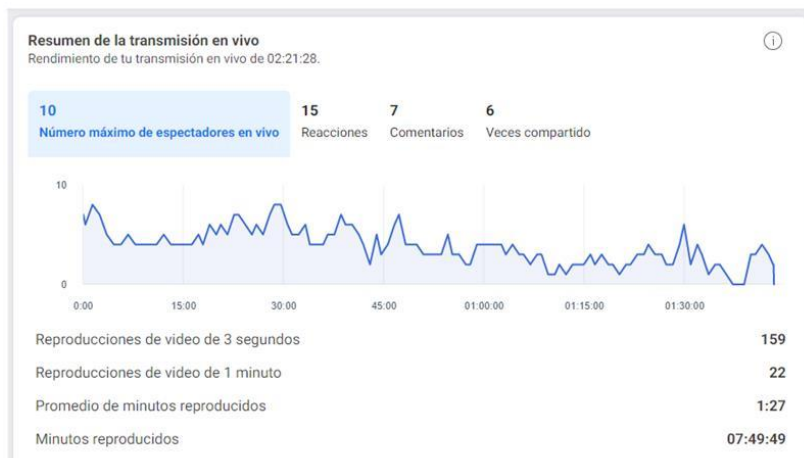 Resumen de la transmisión en vivo
Rendimiento de tu transmisión en vivo de 02:21:28.
10 15 7 6
Número máximo de espectadores en vivo Reacciones Comentarios Veces compartido
10
0
0:00 15:00 30:00 45:00 01:00:00 01:15:00 01:30:00
Reproducciones de video de 3 segundos 159
Reproducciones de video de 1 minuto 22
Promedio de minutos reproducidos 1:27
Minutos reproducidos 07:49:49